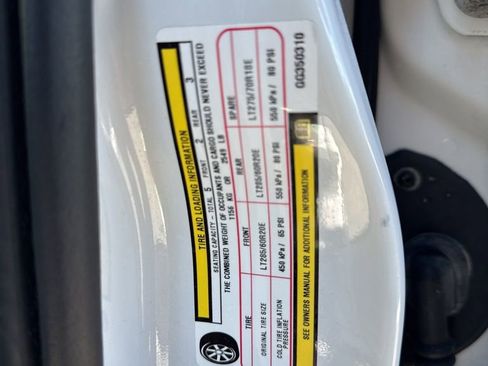 TIRE AND LOADING INFORMATION
SEATING CAPACITY - TOTAL 5 FRONT 2 REAR 3
THE COMBINED WEIGHT OF OCCUPANTS AND CARGO SHOULD NEVER EXCEED
1156 KG OR 2549 LB
TIRE FRONT REAR SPARE
ORIGINAL TIRE SIZE LT285/60R20E LT285/60R20E LT275/70R18E
COLD TIRE INFLATION PRESSURE 450 kPa/ 65 PSI 550 kPa/ 80 PSI 550 kPa/ 80 PSI
SEE OWNERS MANUAL FOR ADDITIONAL INFORMATION
GG350310